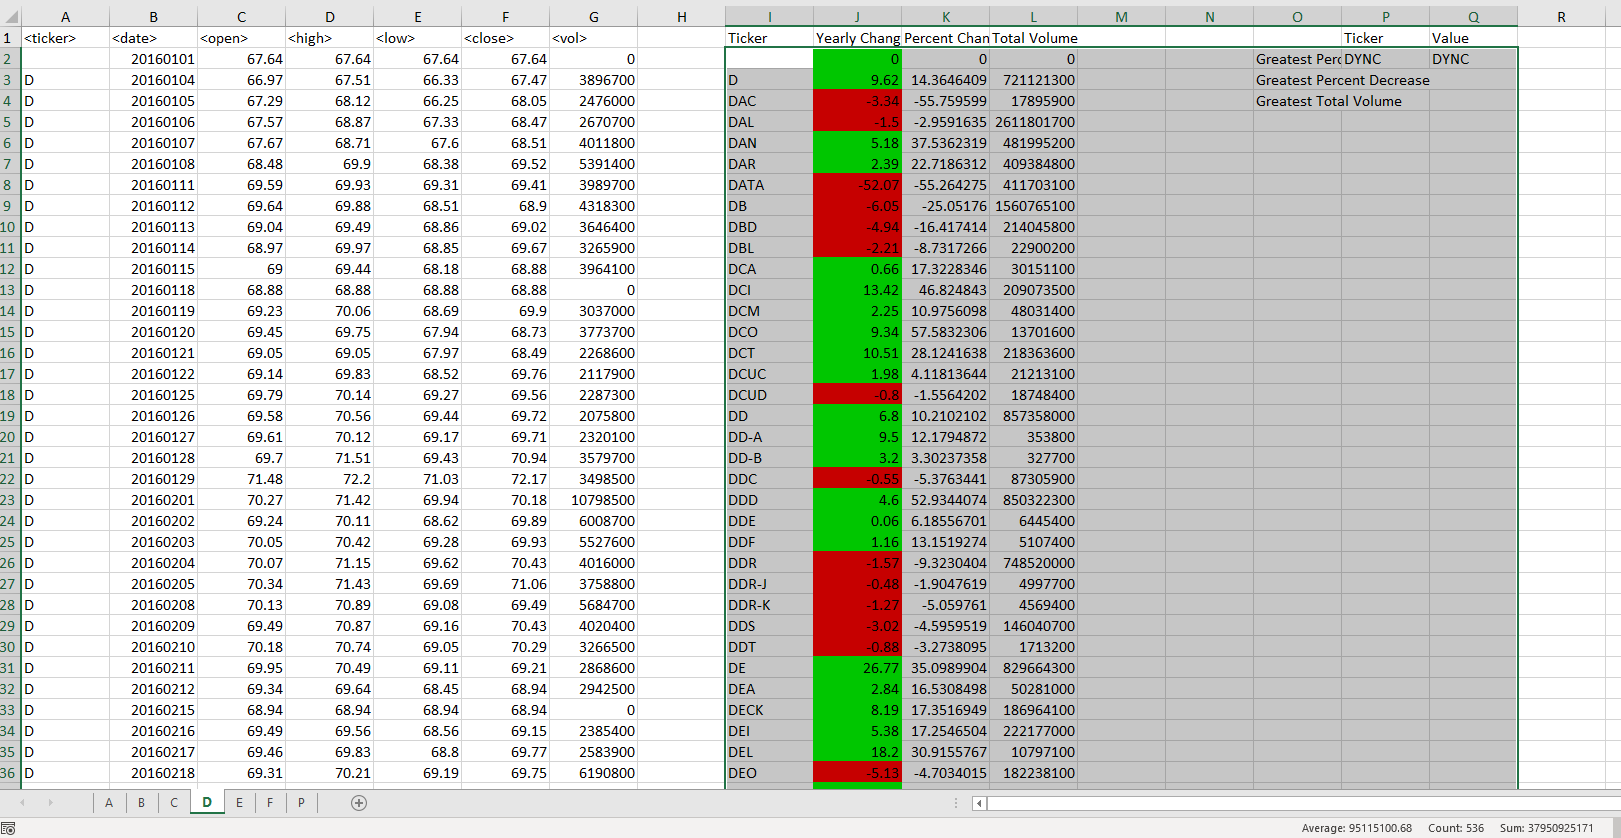 A B C D E F G H I J K L M N O P Q R
1 <ticker> <date> <open> <high> <low> <close> <vol> Ticker Yearly Chang Percent Chan Total Volume Ticker Value
2 20160101 67.64 67.64 67.64 67.64 0 0 0 0 Greatest Perc DYNC DYNC
3 D 20160104 66.97 67.51 66.33 67.47 3896700 D 9.62 14.3646409 721121300 Greatest Percent Decrease
4 D 20160105 67.29 68.12 66.25 68.05 2476000 DAC -3.34 -55.759599 17895900 Greatest Total Volume
5 D 20160106 67.57 68.87 67.33 68.47 2670700 DAL -1.5 -2.9591635 2611801700
6 D 20160107 67.67 68.71 67.6 68.51 4011800 DAN 5.18 37.5362319 481995200
7 D 20160108 68.48 69.9 68.38 69.52 5391400 DAR 2.39 22.7186312 409384800
8 D 20160111 69.59 69.93 69.31 69.41 3989700 DATA -52.07 -55.264275 411703100
9 D 20160112 69.64 69.88 68.51 68.9 4318300 DB -6.05 -25.05176 1560765100
10 D 20160113 69.04 69.49 68.86 69.02 3646400 DBD -4.94 -16.417414 214045800
11 D 20160114 68.97 69.97 68.85 69.67 3265900 DBL -2.21 -8.7317266 22900200
12 D 20160115 69 69.44 68.18 68.88 3964100 DCA 0.66 17.3228346 30151100
13 D 20160118 68.88 68.88 68.88 68.88 0 DCI 13.42 46.824843 209073500
14 D 20160119 69.23 70.06 68.69 69.9 3037000 DCM 2.25 10.9756098 48031400
15 D 20160120 69.45 69.75 67.94 68.73 3773700 DCO 9.34 57.5832306 13701600
16 D 20160121 69.05 69.05 67.97 68.49 2268600 DCT 10.51 28.1241638 218363600
17 D 20160122 69.14 69.83 68.52 69.76 2117900 DCUC 1.98 4.11813644 21213100
18 D 20160125 69.79 70.14 69.27 69.56 2287300 DCUD -0.8 -1.5564202 18748400
19 D 20160126 69.58 70.56 69.44 69.72 2075800 DD 6.8 10.2102102 857358000
20 D 20160127 69.61 70.12 69.17 69.71 2320100 DD-A 9.5 12.1794872 353800
21 D 20160128 69.7 71.51 69.43 70.94 3579700 DD-B 3.2 3.30237358 327700
22 D 20160129 71.48 72.2 71.03 72.17 3498500 DDC -0.55 -5.3763441 87305900
23 D 20160201 70.27 71.42 69.94 70.18 10798500 DDD 4.6 52.9344074 850322300
24 D 20160202 69.24 70.11 68.62 69.89 6008700 DDE 0.06 6.18556701 6445400
25 D 20160203 70.05 70.42 69.28 69.93 5527600 DDF 1.16 13.1519274 5107400
26 D 20160204 70.07 71.15 69.62 70.43 4016000 DDR -1.57 -9.3230404 748520000
27 D 20160205 70.34 71.43 69.69 71.06 3758800 DDR-J -0.48 -1.9047619 4997700
28 D 20160208 70.13 70.89 69.08 69.49 5684700 DDR-K -1.27 -5.059761 4569400
29 D 20160209 69.49 70.87 69.16 70.43 4020400 DDS -3.02 -4.5959519 146040700
30 D 20160210 70.18 70.74 69.05 70.29 3266500 DDT -0.88 -3.2738095 1713200
31 D 20160211 69.95 70.49 69.11 69.21 2868600 DE 26.77 35.0989904 829664300
32 D 20160212 69.34 69.64 68.45 68.94 2942500 DEA 2.84 16.5308498 50281000
33 D 20160215 68.94 68.94 68.94 68.94 0 DECK 8.19 17.3516949 186964100
34 D 20160216 69.49 69.56 68.56 69.15 2385400 DEI 5.38 17.2546504 222177000
35 D 20160217 69.46 69.83 68.8 69.77 2583900 DEL 18.2 30.9155767 10797100
36 D 20160218 69.31 70.21 69.19 69.75 6190800 DEO -5.13 -4.7034015 182238100
A B C D E F P
Average: 95115100.68 Count: 536 Sum: 37950925171